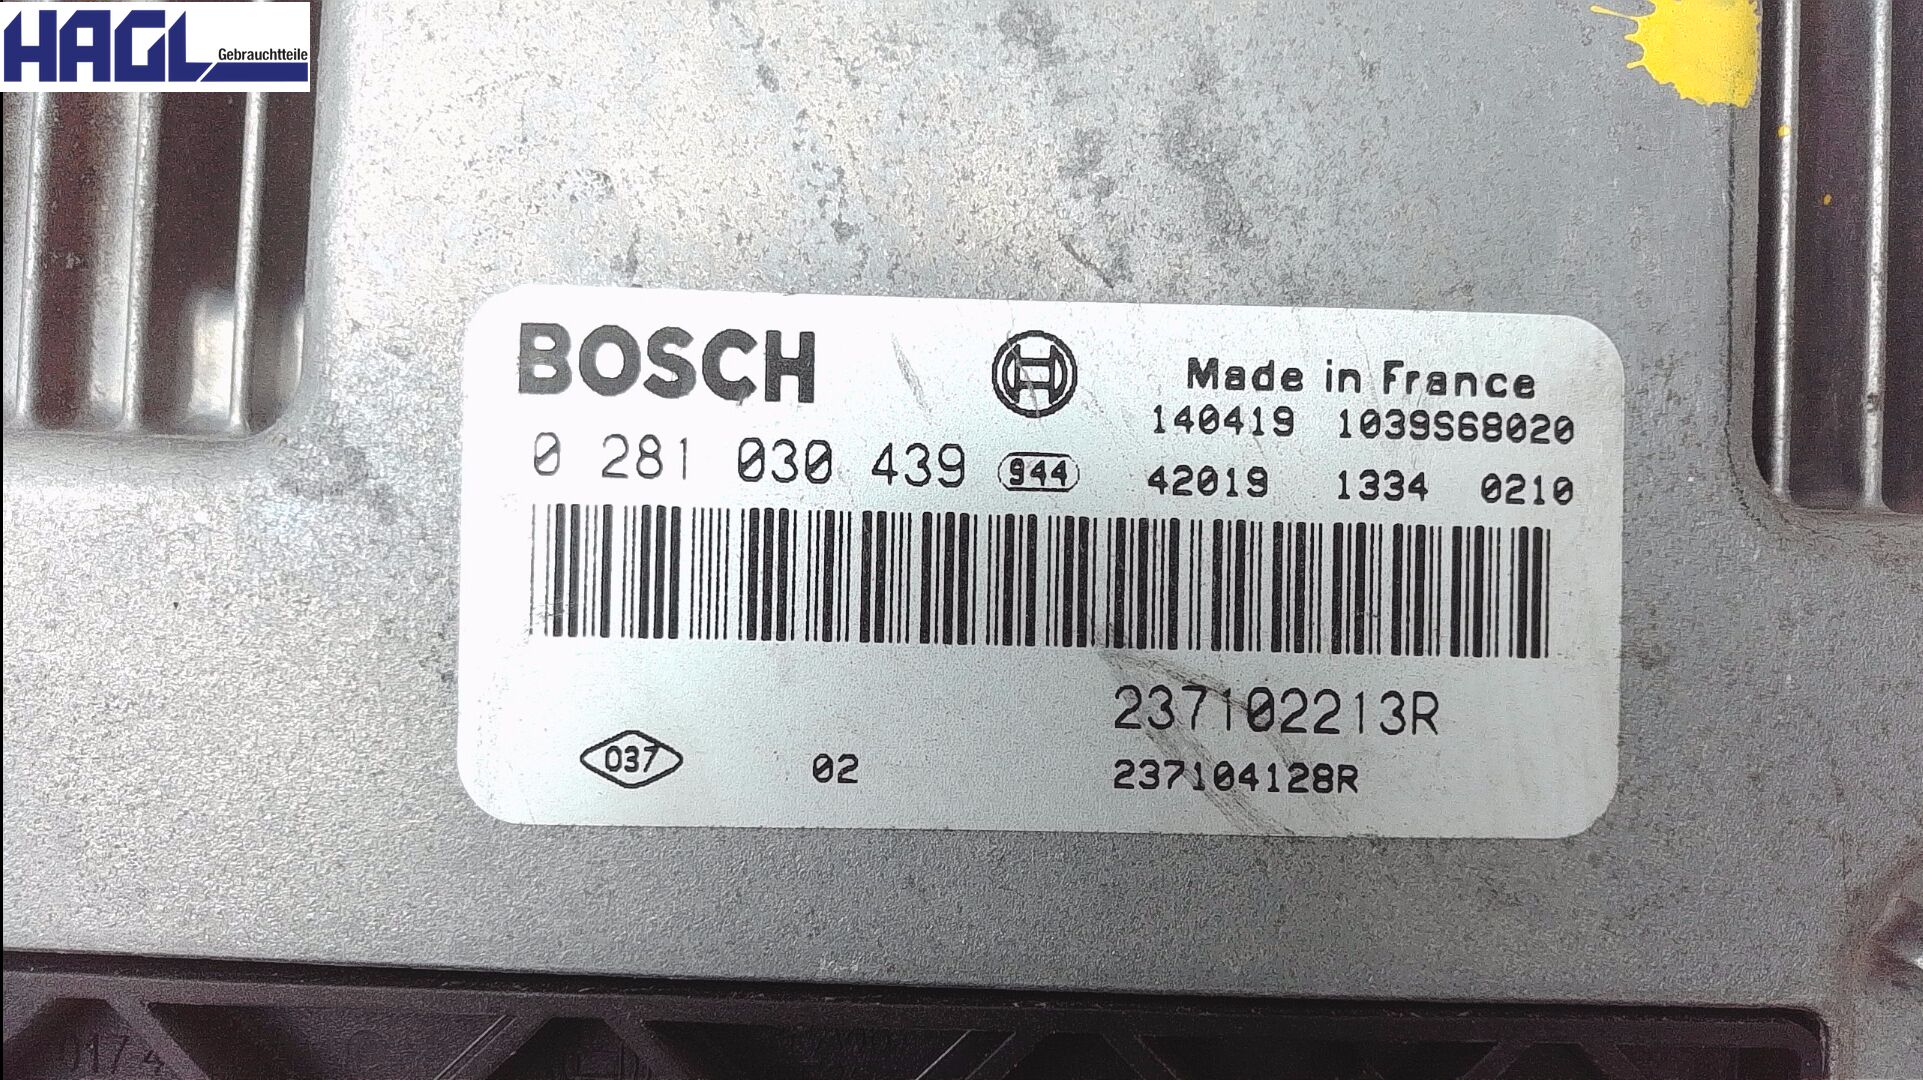 HAGL
Gebrauchtteile
BOSCH
Made in France
140419 1039S68020
0 281 030 439 944
42019 1334 0210
237102213R
037 02 237104128R